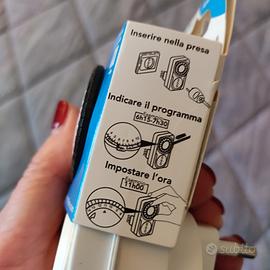 Inserire nella presa
Indicare il programma
6h15-7h30
Impostare l'ora
11h00
subito